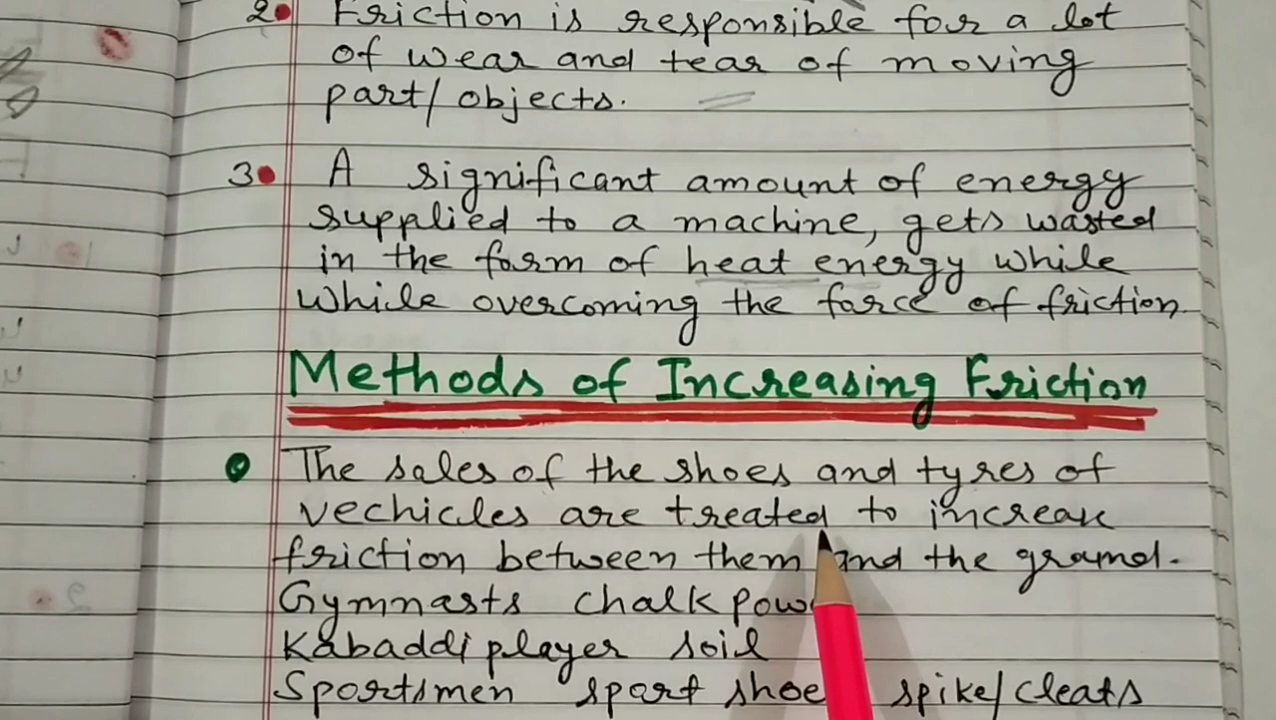 2. Friction is responsible for a lot
of wear and tear of moving
part/objects.
3. A significant amount of energy
supplied to a machine, gets wasted
in the form of heat energy while
while overcoming the force of friction
Methods of Increasing Friction
The soles of the shoes and tyres of
vechicles are treated to increase
friction between them and the ground.
Gymnasts chalk pow
Kabaddi player soil
Sportsmen sport shoe spike/cleats